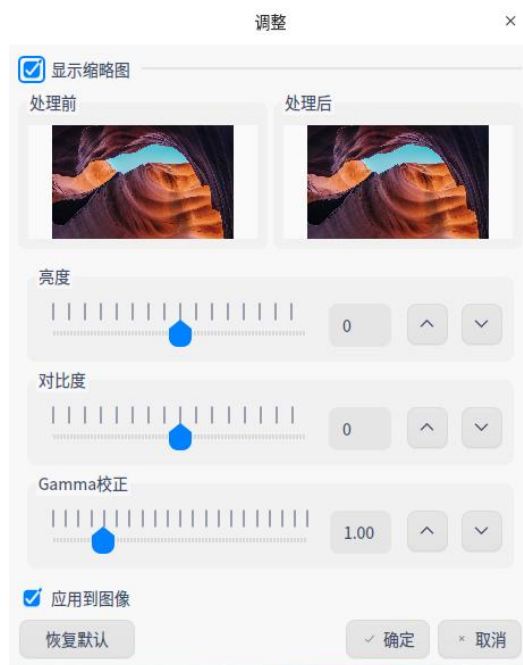 调整
显示缩略图
处理前 处理后
亮度
0
对比度
0
Gamma校正
1.00
应用到图像
恢复默认 确定 取消